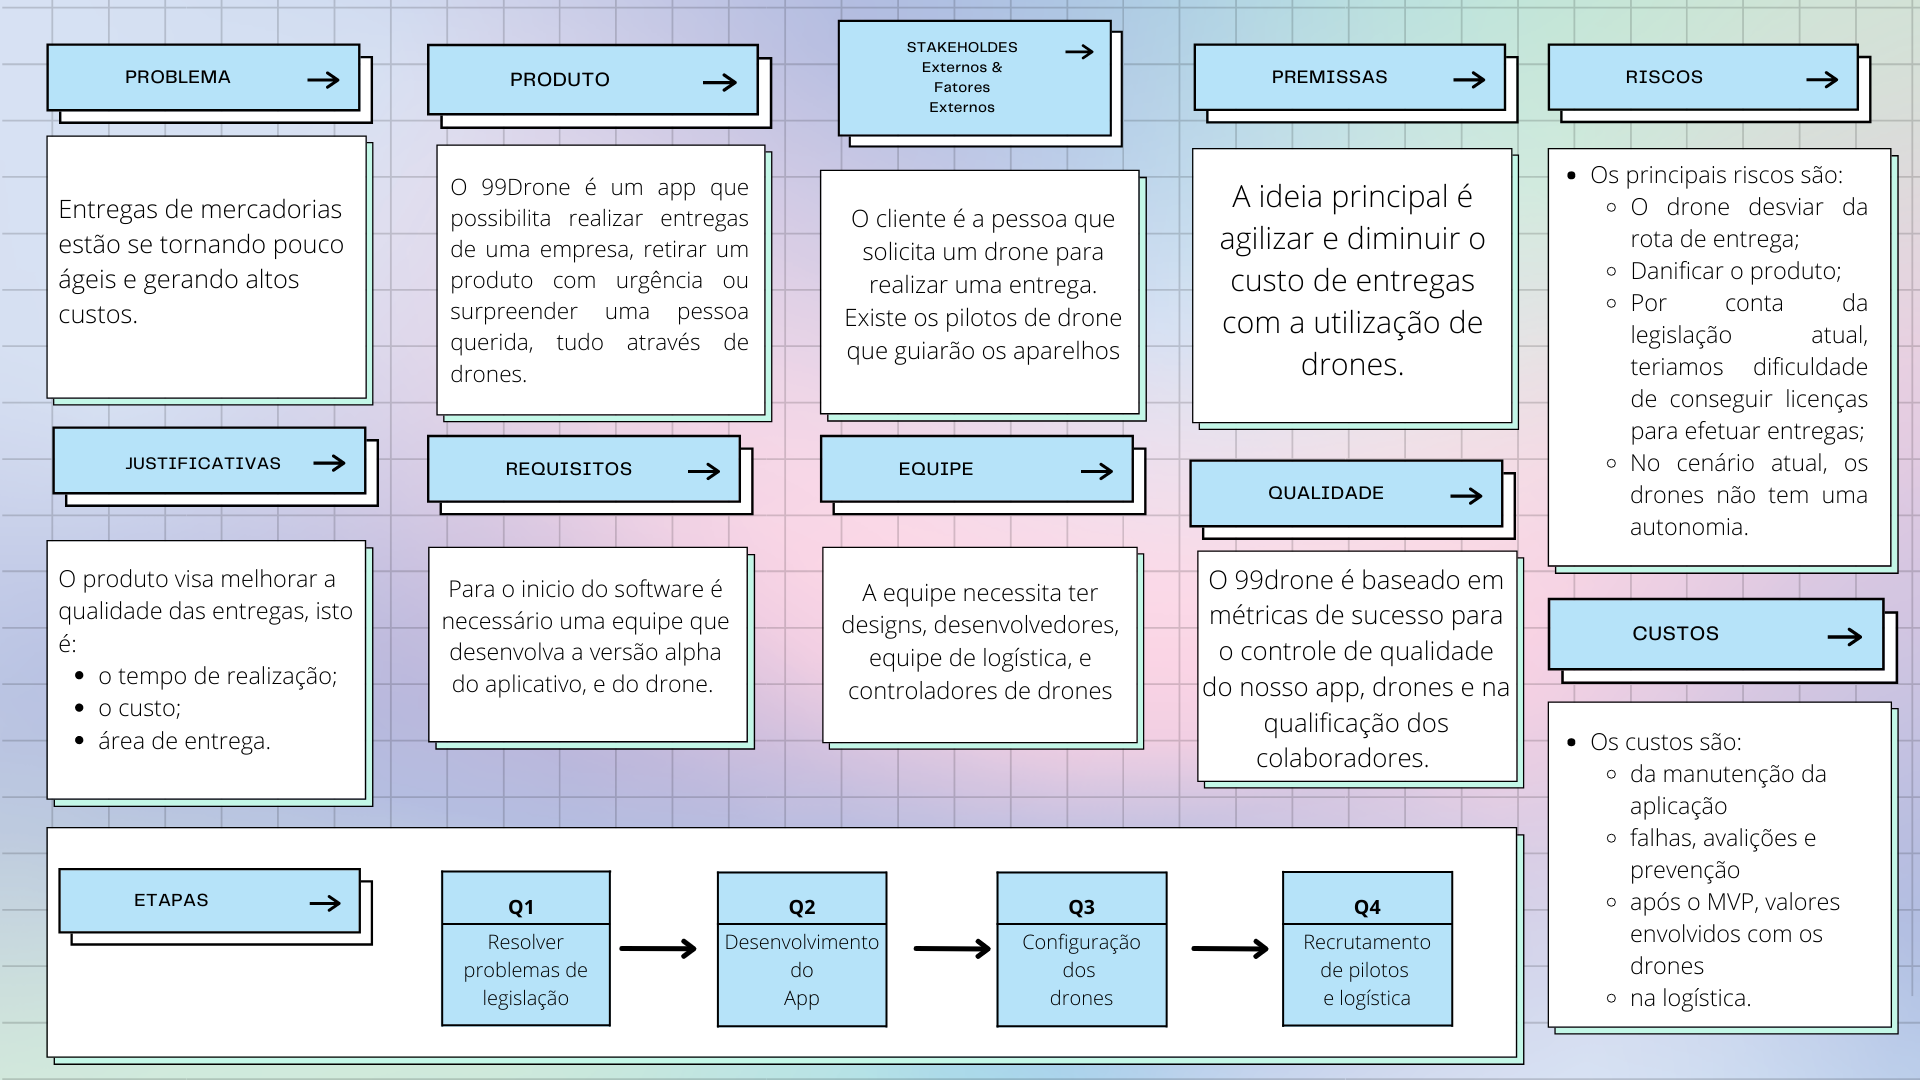 PROBLEMA
Entregas de mercadorias
estão se tornando pouco
ágeis e gerando altos
custos.
JUSTIFICATIVAS
O produto visa melhorar a
qualidade das entregas, isto
é:
• o tempo de realização;
• o custo;
• área de entrega.
PRODUTO
O 99Drone é um app que
possibilita realizar entregas
de uma empresa, retirar um
produto com urgência ou
surpreender uma pessoa
querida, tudo através de
drones.
REQUISITOS
Para o inicio do software é
necessário uma equipe que
desenvolva a versão alpha
do aplicativo, e do drone.
STAKEHOLDES
Externos &
Fatores
Externos
O cliente é a pessoa que
solicita um drone para
realizar uma entrega.
Existe os pilotos de drone
que guiarão os aparelhos
EQUIPE
A equipe necessita ter
designs, desenvolvedores,
equipe de logística, e
controladores de drones
PREMISSAS
A ideia principal é
agilizar e diminuir o
custo de entregas
com a utilização de
drones.
QUALIDADE
O 99drone é baseado em
métricas de sucesso para
o controle de qualidade
do nosso app, drones e na
qualificação dos
colaboradores.
RISCOS
• Os principais riscos são:
◦ O drone desviar da
rota de entrega;
◦ Danificar o produto;
◦ Por conta da
legislação atual,
teriamos dificuldade
de conseguir licenças
para efetuar entregas;
◦ No cenário atual, os
drones não tem uma
autonomia.
CUSTOS
• Os custos são:
◦ da manutenção da
aplicação
◦ falhas, avalições e
prevenção
◦ após o MVP, valores
envolvidos com os
drones
◦ na logística.
ETAPAS
Q1
Resolver
problemas de
legislação
Q2
Desenvolvimento
do
App
Q3
Configuração
dos
drones
Q4
Recrutamento
de pilotos
e logística